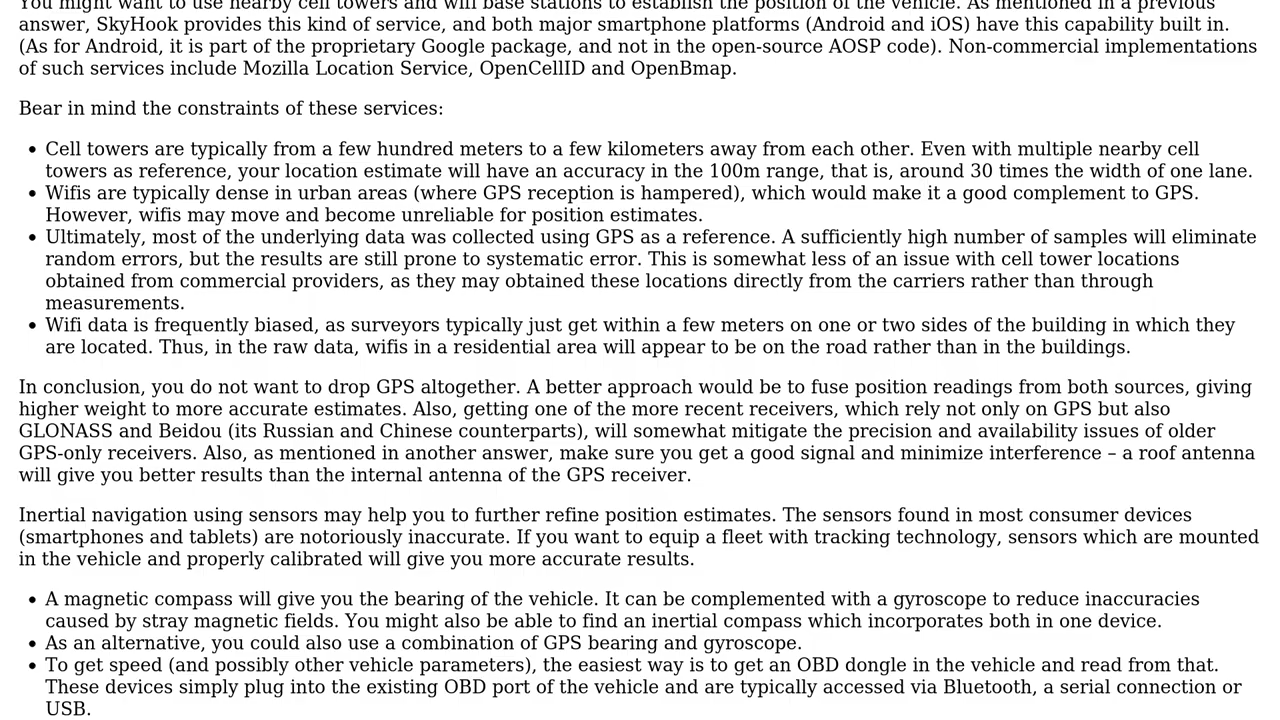 You might want to use nearby cell towers and wifi base stations to establish the position of the vehicle. As mentioned in a previous
answer, SkyHook provides this kind of service, and both major smartphone platforms (Android and iOS) have this capability built in.
(As for Android, it is part of the proprietary Google package, and not in the open-source AOSP code). Non-commercial implementations
of such services include Mozilla Location Service, OpenCellID and OpenBmap.
Bear in mind the constraints of these services:
• Cell towers are typically from a few hundred meters to a few kilometers away from each other. Even with multiple nearby cell
towers as reference, your location estimate will have an accuracy in the 100m range, that is, around 30 times the width of one lane.
• Wifis are typically dense in urban areas (where GPS reception is hampered), which would make it a good complement to GPS.
However, wifis may move and become unreliable for position estimates.
• Ultimately, most of the underlying data was collected using GPS as a reference. A sufficiently high number of samples will eliminate
random errors, but the results are still prone to systematic error. This is somewhat less of an issue with cell tower locations
obtained from commercial providers, as they may obtained these locations directly from the carriers rather than through
measurements.
• Wifi data is frequently biased, as surveyors typically just get within a few meters on one or two sides of the building in which they
are located. Thus, in the raw data, wifis in a residential area will appear to be on the road rather than in the buildings.
In conclusion, you do not want to drop GPS altogether. A better approach would be to fuse position readings from both sources, giving
higher weight to more accurate estimates. Also, getting one of the more recent receivers, which rely not only on GPS but also
GLONASS and Beidou (its Russian and Chinese counterparts), will somewhat mitigate the precision and availability issues of older
GPS-only receivers. Also, as mentioned in another answer, make sure you get a good signal and minimize interference – a roof antenna
will give you better results than the internal antenna of the GPS receiver.
Inertial navigation using sensors may help you to further refine position estimates. The sensors found in most consumer devices
(smartphones and tablets) are notoriously inaccurate. If you want to equip a fleet with tracking technology, sensors which are mounted
in the vehicle and properly calibrated will give you more accurate results.
• A magnetic compass will give you the bearing of the vehicle. It can be complemented with a gyroscope to reduce inaccuracies
caused by stray magnetic fields. You might also be able to find an inertial compass which incorporates both in one device.
• As an alternative, you could also use a combination of GPS bearing and gyroscope.
• To get speed (and possibly other vehicle parameters), the easiest way is to get an OBD dongle in the vehicle and read from that.
These devices simply plug into the existing OBD port of the vehicle and are typically accessed via Bluetooth, a serial connection or
USB.